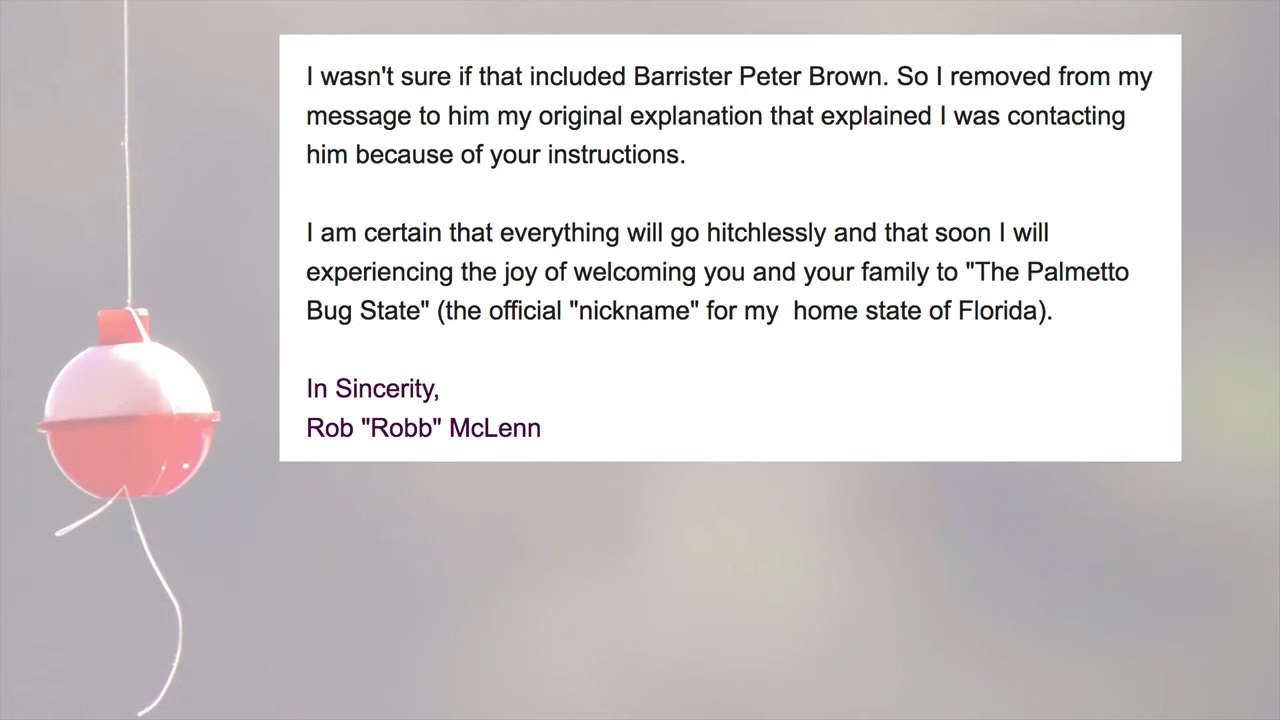 I wasn't sure if that included Barrister Peter Brown. So I removed from my
message to him my original explanation that explained I was contacting
him because of your instructions.
I am certain that everything will go hitchlessly and that soon I will
experiencing the joy of welcoming you and your family to "The Palmetto
Bug State" (the official "nickname" for my  home state of Florida).
In Sincerity,
Rob "Robb" McLenn